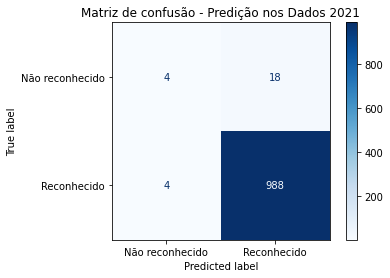 Matriz de confusão - Predição nos Dados 2021
Não reconhecido
4
18
Reconhecido
4
988
True label
Não reconhecido
Reconhecido
Predicted label
800
600
400
200